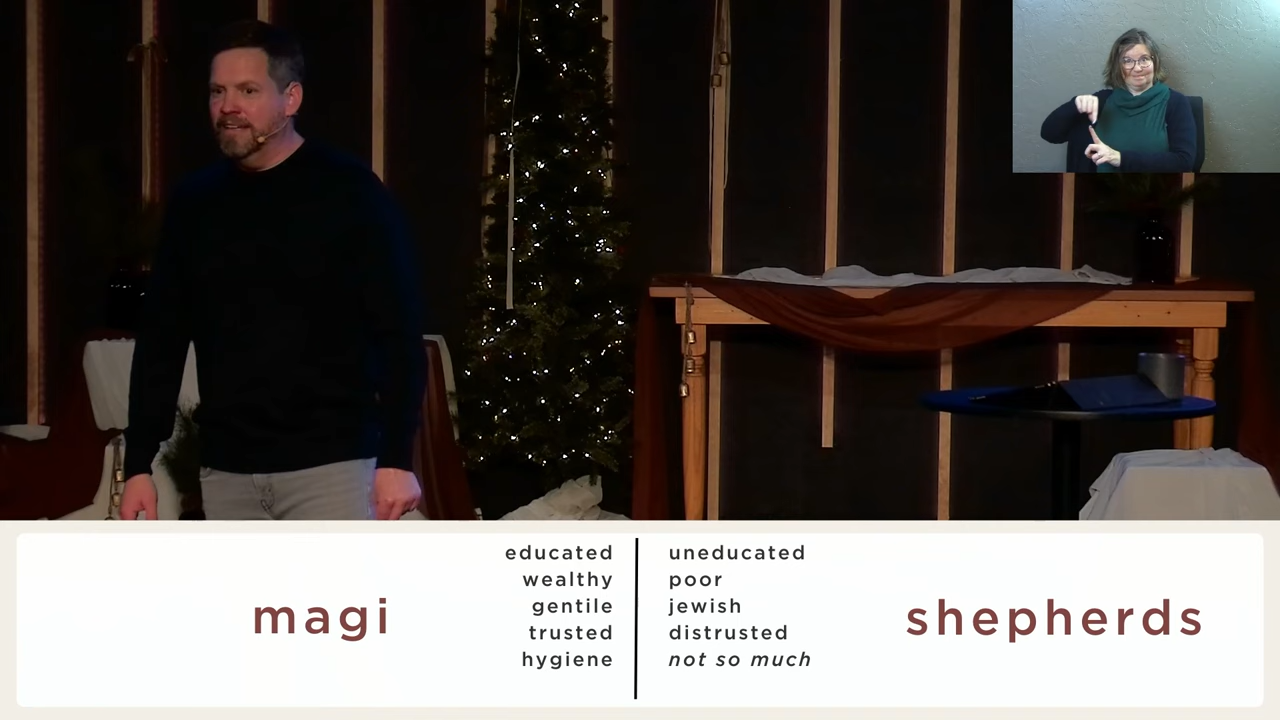 magi
educated
wealthy
gentile
trusted
hygiene
uneducated
poor
jewish
distrusted
not so much
shepherds